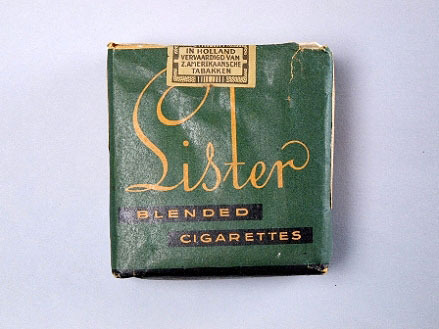 IN HOLLAND
VERVAARDIGD VAN
Z.AMERIKAANSCHE
TABAKKEN
Lister
BLENDED
CIGARETTES